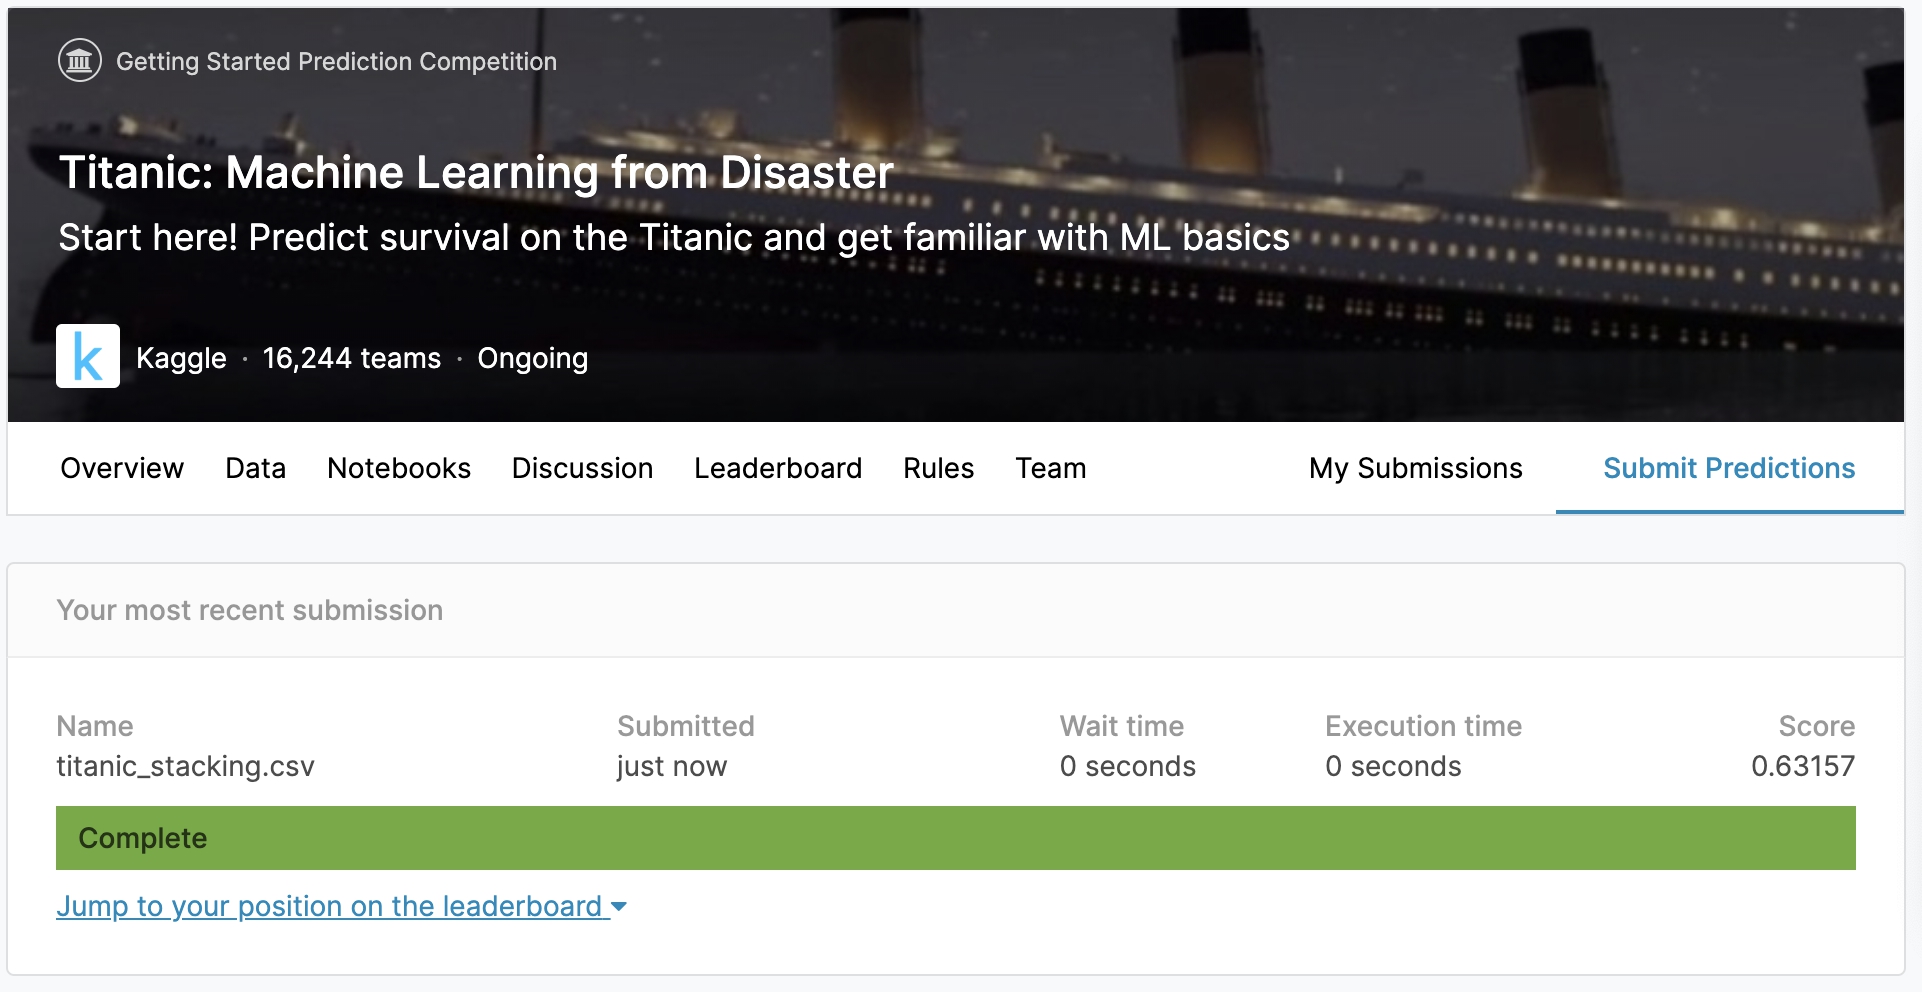 Getting Started Prediction Competition
Titanic: Machine Learning from Disaster
Start here! Predict survival on the Titanic and get familiar with ML basics
k Kaggle · 16,244 teams · Ongoing
Overview Data Notebooks Discussion Leaderboard Rules Team My Submissions Submit Predictions
Your most recent submission
Name Submitted Wait time Execution time Score
titanic_stacking.csv just now 0 seconds 0 seconds 0.63157
Complete
Jump to your position on the leaderboard